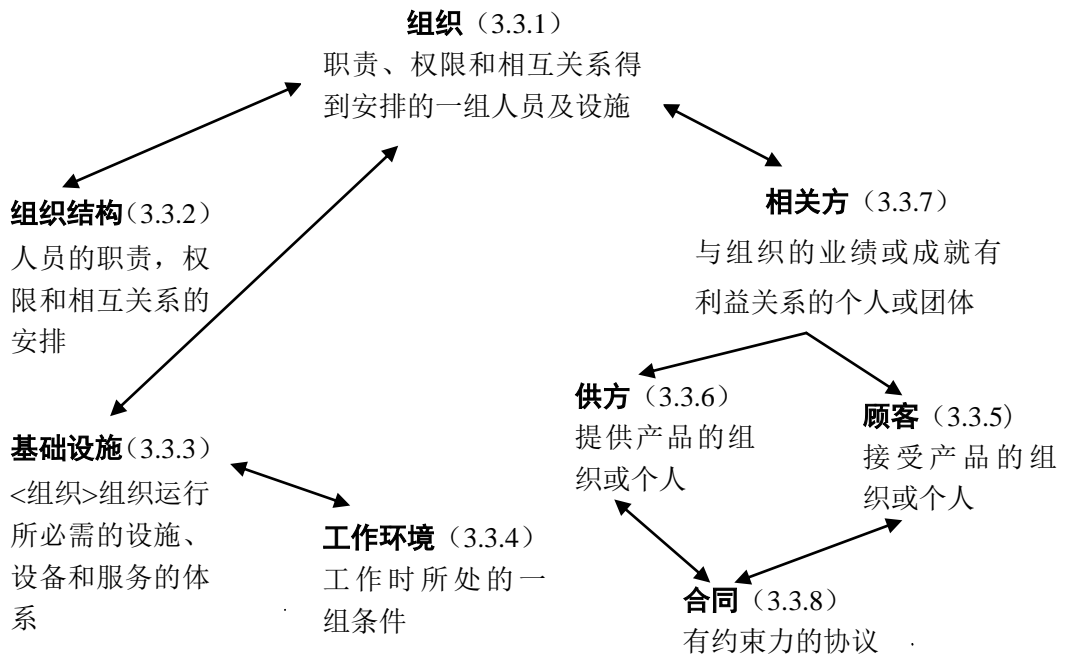 组织（3.3.1）
职责、权限和相互关系得
到安排的一组人员及设施
组织结构（3.3.2）
人员的职责，权
限和相互关系的
安排
相关方（3.3.7）
与组织的业绩或成就有
利益关系的个人或团体
基础设施（3.3.3）
<组织>组织运行
所必需的设施、
设备和服务的体
系
工作环境（3.3.4）
工作时所处的一
组条件
供方（3.3.6）
提供产品的组
织或个人
顾客（3.3.5）
接受产品的组
织或个人
合同（3.3.8）
有约束力的协议